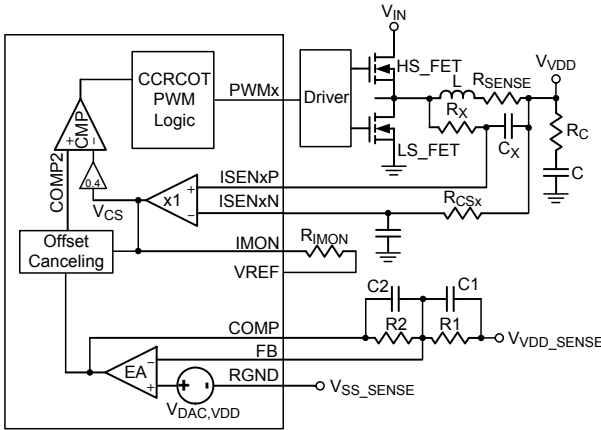 V_IN
HS_FET
L
R_SENSE
V_VDD
CCRCOT
PWM
Logic
PWMx
Driver
R_X
C_X
R_C
C
LS_FET
CMP
+
-
COMP2
0.4
V_CS
x1
+
-
ISENxP
ISENxN
R_CSx
Offset
Canceling
IMON
R_IMON
VREF
C2
C1
COMP
R2
R1
V_VDD_SENSE
FB
EA
-
+
+
-
RGND
V_SS_SENSE
V_DAC,VDD